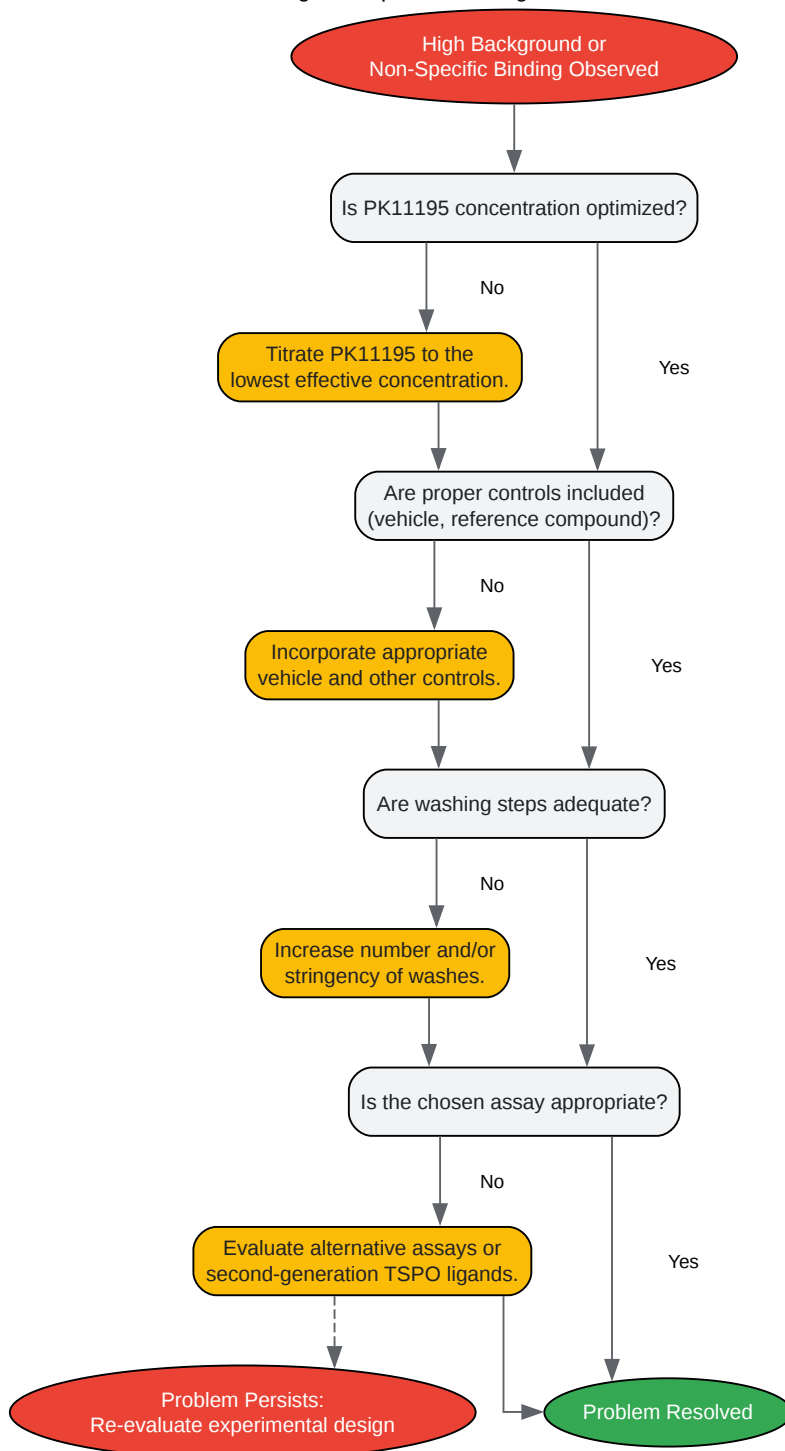 High Background or
Non-Specific Binding Observed
Is PK11195 concentration optimized?
No
Titrate PK11195 to the
lowest effective concentration.
Yes
Are proper controls included
(vehicle, reference compound)?
No
Incorporate appropriate
vehicle and other controls.
Yes
Are washing steps adequate?
No
Increase number and/or
stringency of washes.
Yes
Is the chosen assay appropriate?
No
Evaluate alternative assays or
second-generation TSPO ligands.
Yes
Problem Persists:
Re-evaluate experimental design
Problem Resolved